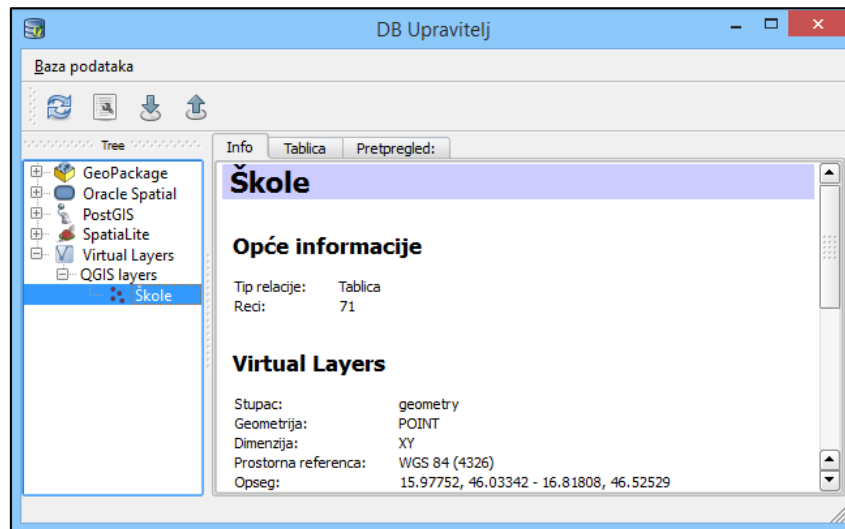 DB Upravitelj
Baza podataka
Tree
GeoPackage
Oracle Spatial
PostGIS
SpatiaLite
Virtual Layers
QGIS layers
Škole
Info Tablica Pretpregled:
Škole
Opće informacije
Tip relacije: Tablica
Reci: 71
Virtual Layers
Stupac: geometry
Geometrija: POINT
Dimenzija: XY
Prostorna referenca: WGS 84 (4326)
Opseg: 15.97752, 46.03342 - 16.81808, 46.52529